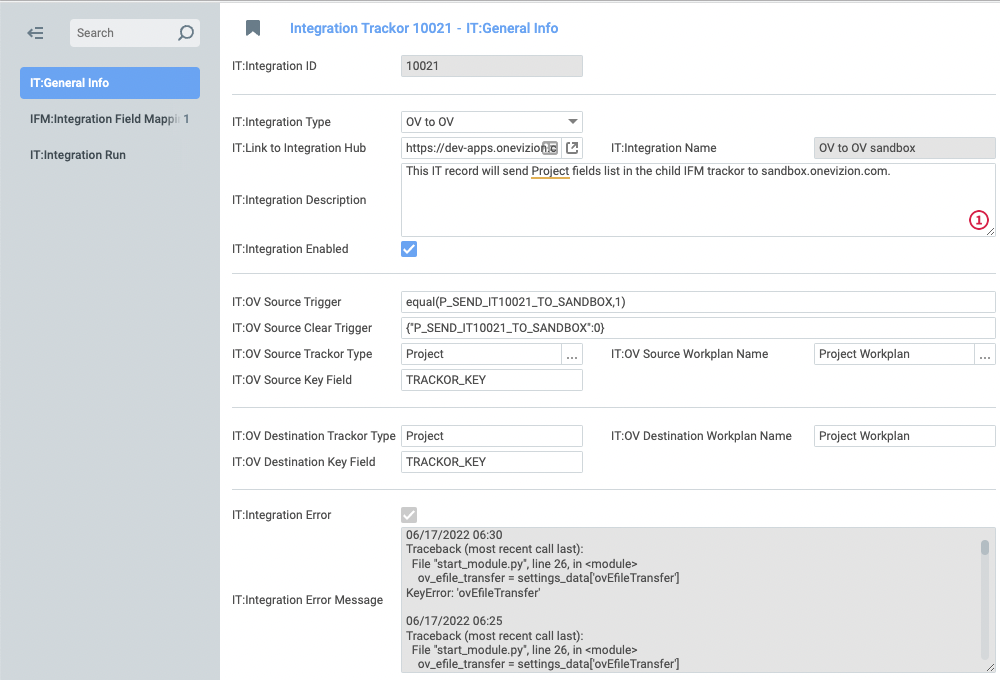 Search
IT:General Info
IFM:Integration Field Mappi 1
IT:Integration Run
Integration Trackor 10021 - IT:General Info
IT:Integration ID 10021
IT:Integration Type OV to OV
IT:Link to Integration Hub https://dev-apps.onevizion. IT:Integration Name OV to OV sandbox
IT:Integration Description This IT record will send Project fields list in the child IFM trackor to sandbox.onevizion.com.
1
IT:Integration Enabled
IT:OV Source Trigger equal(P_SEND_IT10021_TO_SANDBOX,1)
IT:OV Source Clear Trigger {"P_SEND_IT10021_TO_SANDBOX":0}
IT:OV Source Trackor Type Project ... IT:OV Source Workplan Name Project Workplan ...
IT:OV Source Key Field TRACKOR_KEY
IT:OV Destination Trackor Type Project IT:OV Destination Workplan Name Project Workplan
IT:OV Destination Key Field TRACKOR_KEY
IT:Integration Error
IT:Integration Error Message
06/17/2022 06:30
Traceback (most recent call last):
File "start_module.py", line 26, in <module>
ov_efile_transfer = settings_data['ovEfileTransfer']
KeyError: 'ovEfileTransfer'
06/17/2022 06:25
Traceback (most recent call last):
File "start_module.py", line 26, in <module>
ov_efile_transfer = settings_data['ovEfileTransfer']